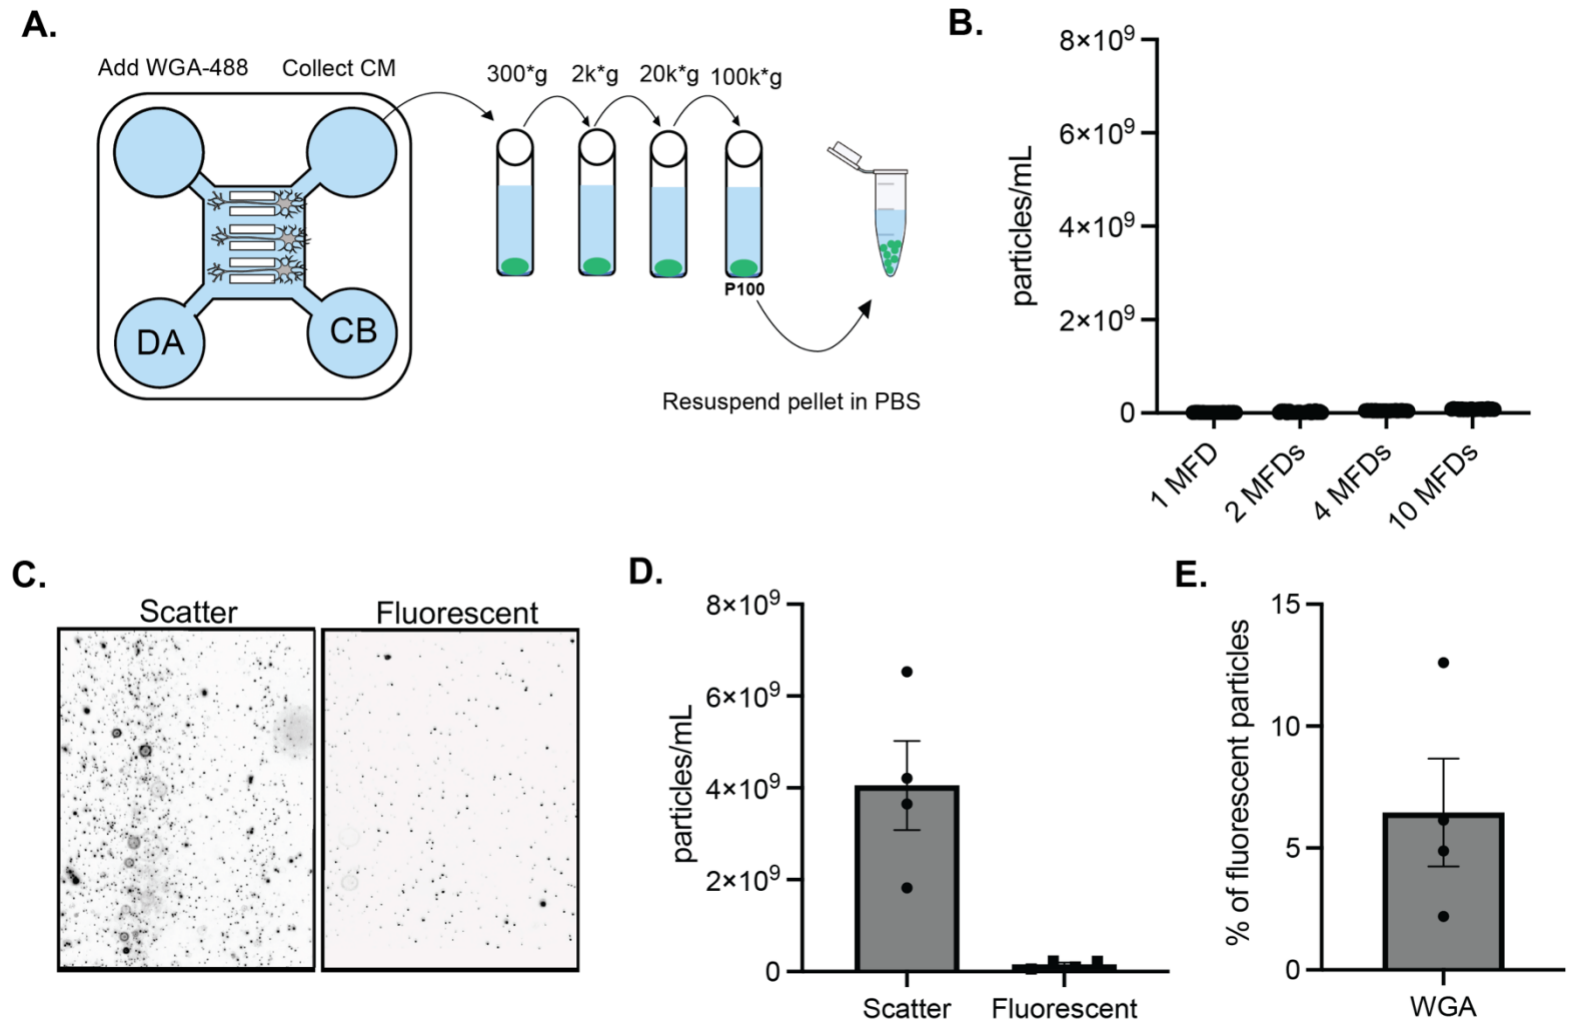 A.
Add WGA-488
Collect CM
300*g
2k*g
20k*g
100k*g
DA
CB
P100
Resuspend pellet in PBS
B.
particles/mL
8×10⁹
6×10⁹
4×10⁹
2×10⁹
0
1 MFD
2 MFDs
4 MFDs
10 MFDs
C.
Scatter
Fluorescent
D.
particles/mL
8×10⁹
6×10⁹
4×10⁹
2×10⁹
0
Scatter
Fluorescent
E.
% of fluorescent particles
15
10
5
0
WGA